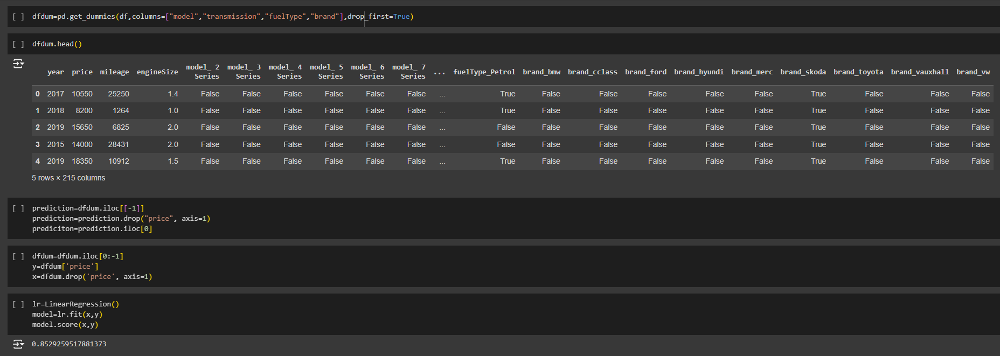 [ ] dfdum=pd.get_dummies(df,columns=["model","transmission","fuelType","brand"],drop_first=True)
[ ] dfdum.head()
year price mileage engineSize model_ 2 Series model_ 3 Series model_ 4 Series model_ 5 Series model_ 6 Series model_ 7 Series ... fuelType_Petrol brand_bmw brand_cclass brand_ford brand_hyundi brand_merc brand_skoda brand_toyota brand_vauxhall brand_vw
0 2017 10550 25250 1.4 False False False False False False ... True False False False False False True False False False
1 2018 8200 1264 1.0 False False False False False False ... True False False False False False True False False False
2 2019 15650 6825 2.0 False False False False False False ... False False False False False False True False False False
3 2015 14000 28431 2.0 False False False False False False ... False False False False False False True False False False
4 2019 18350 10912 1.5 False False False False False False ... True False False False False False True False False False
5 rows × 215 columns
[ ] prediction=dfdum.iloc[[-1]]
prediction=prediction.drop("price", axis=1)
prediciton=prediction.iloc[0]
[ ] dfdum=dfdum.iloc[0:-1]
y=dfdum['price']
x=dfdum.drop('price', axis=1)
[ ] lr=LinearRegression()
model=lr.fit(x,y)
model.score(x,y)
0.8529259517881373